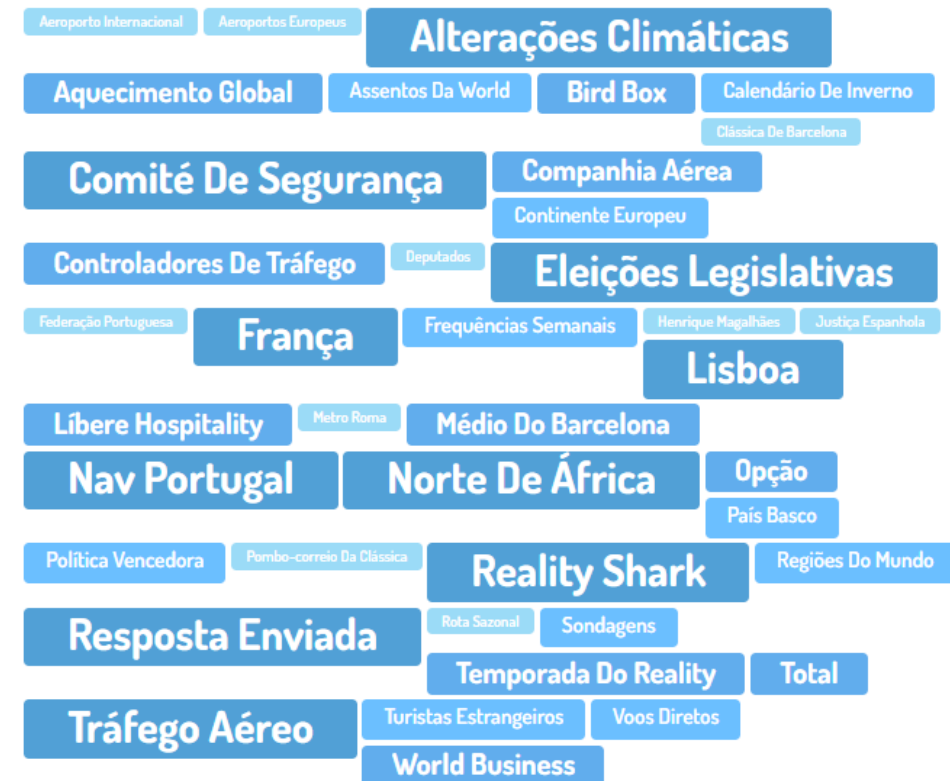 Aeroporto Internacional Aeroportos Europeus Alterações Climáticas
Aquecimento Global Assentos Da World Bird Box Calendário De Inverno
Clássica De Barcelona
Comité De Segurança Companhia Aérea
Continente Europeu
Controladores De Tráfego Deputados Eleições Legislativas
Federação Portuguesa França Frequências Semanais Henrique Magalhães Justiça Espanhola
Lisboa
Líbere Hospitality Metro Roma Médio Do Barcelona
Nav Portugal Norte De África Opção
País Basco
Política Vencedora Pombo-correio Da Clássica Reality Shark Regiões Do Mundo
Resposta Enviada Rota Sazonal Sondagens
Temporada Do Reality Total
Tráfego Aéreo Turistas Estrangeiros Voos Diretos
World Business